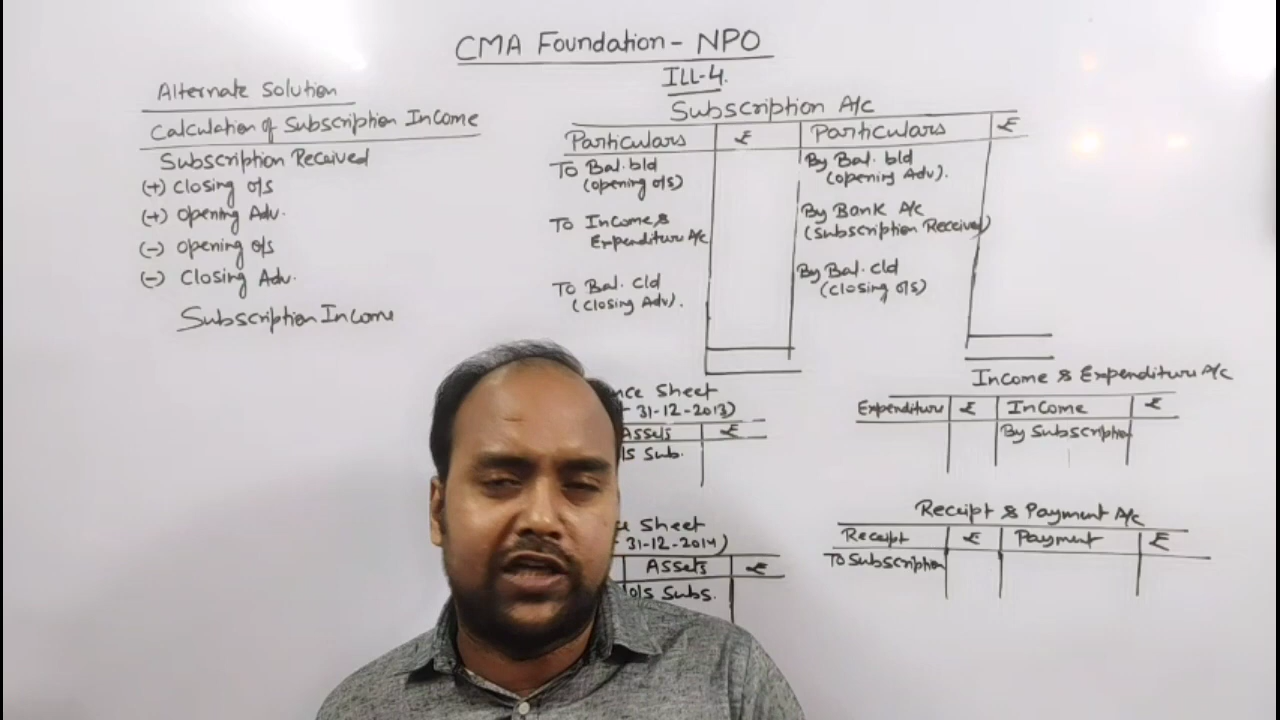 CMA Foundation - NPO
ILL-4.
Alternate Solution
Calculation of Subscription Income
Subscription Received
(+) Closing o/s
(+) Opening Adv.
(-) Opening o/s
(-) Closing Adv.
Subscription Income
Subscription A/c
Particulars ₹ Particulars ₹
To Bal. b/d
(opening o/s)
To Income &
Expenditure A/c
To Bal. c/d
(Closing Adv).
By Bal. b/d
(opening Adv).
By Bank A/c
(Subscription Received)
By Bal. c/d
(closing o/s)
nce Sheet
31-12-2013)
Assets ₹
/s Sub.
Income & Expenditure A/c
Expenditure ₹ Income ₹
By Subscription
ce Sheet
31-12-2014)
Assets ₹
o/s Subs.
Receipt & Payment A/c
Receipt ₹ Payment ₹
To Subscription